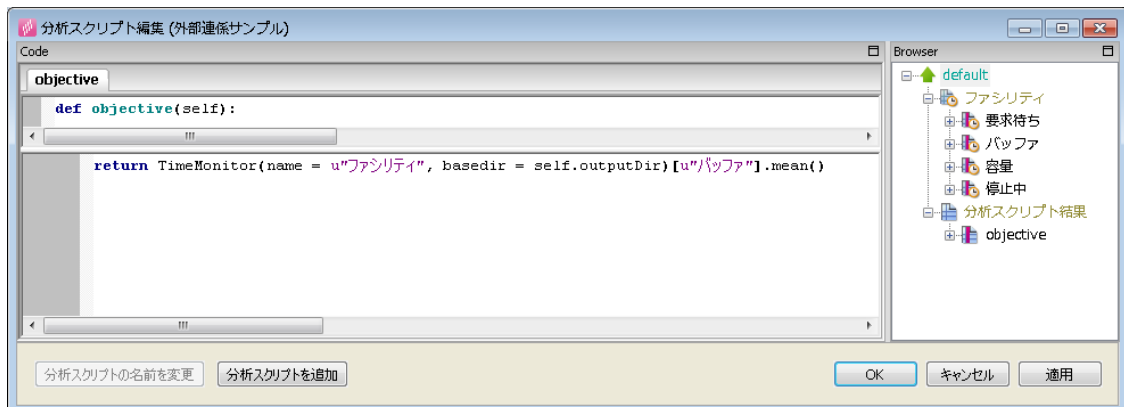 分析スクリプト編集 (外部連係サンプル)
Code
Browser
objective
def objective(self):
return TimeMonitor(name = u"ファシリティ", basedir = self.outputDir)[u"バッファ"].mean()
default
ファシリティ
要求待ち
バッファ
容量
停止中
分析スクリプト結果
objective
分析スクリプトの名前を変更
分析スクリプトを追加
OK
キャンセル
適用